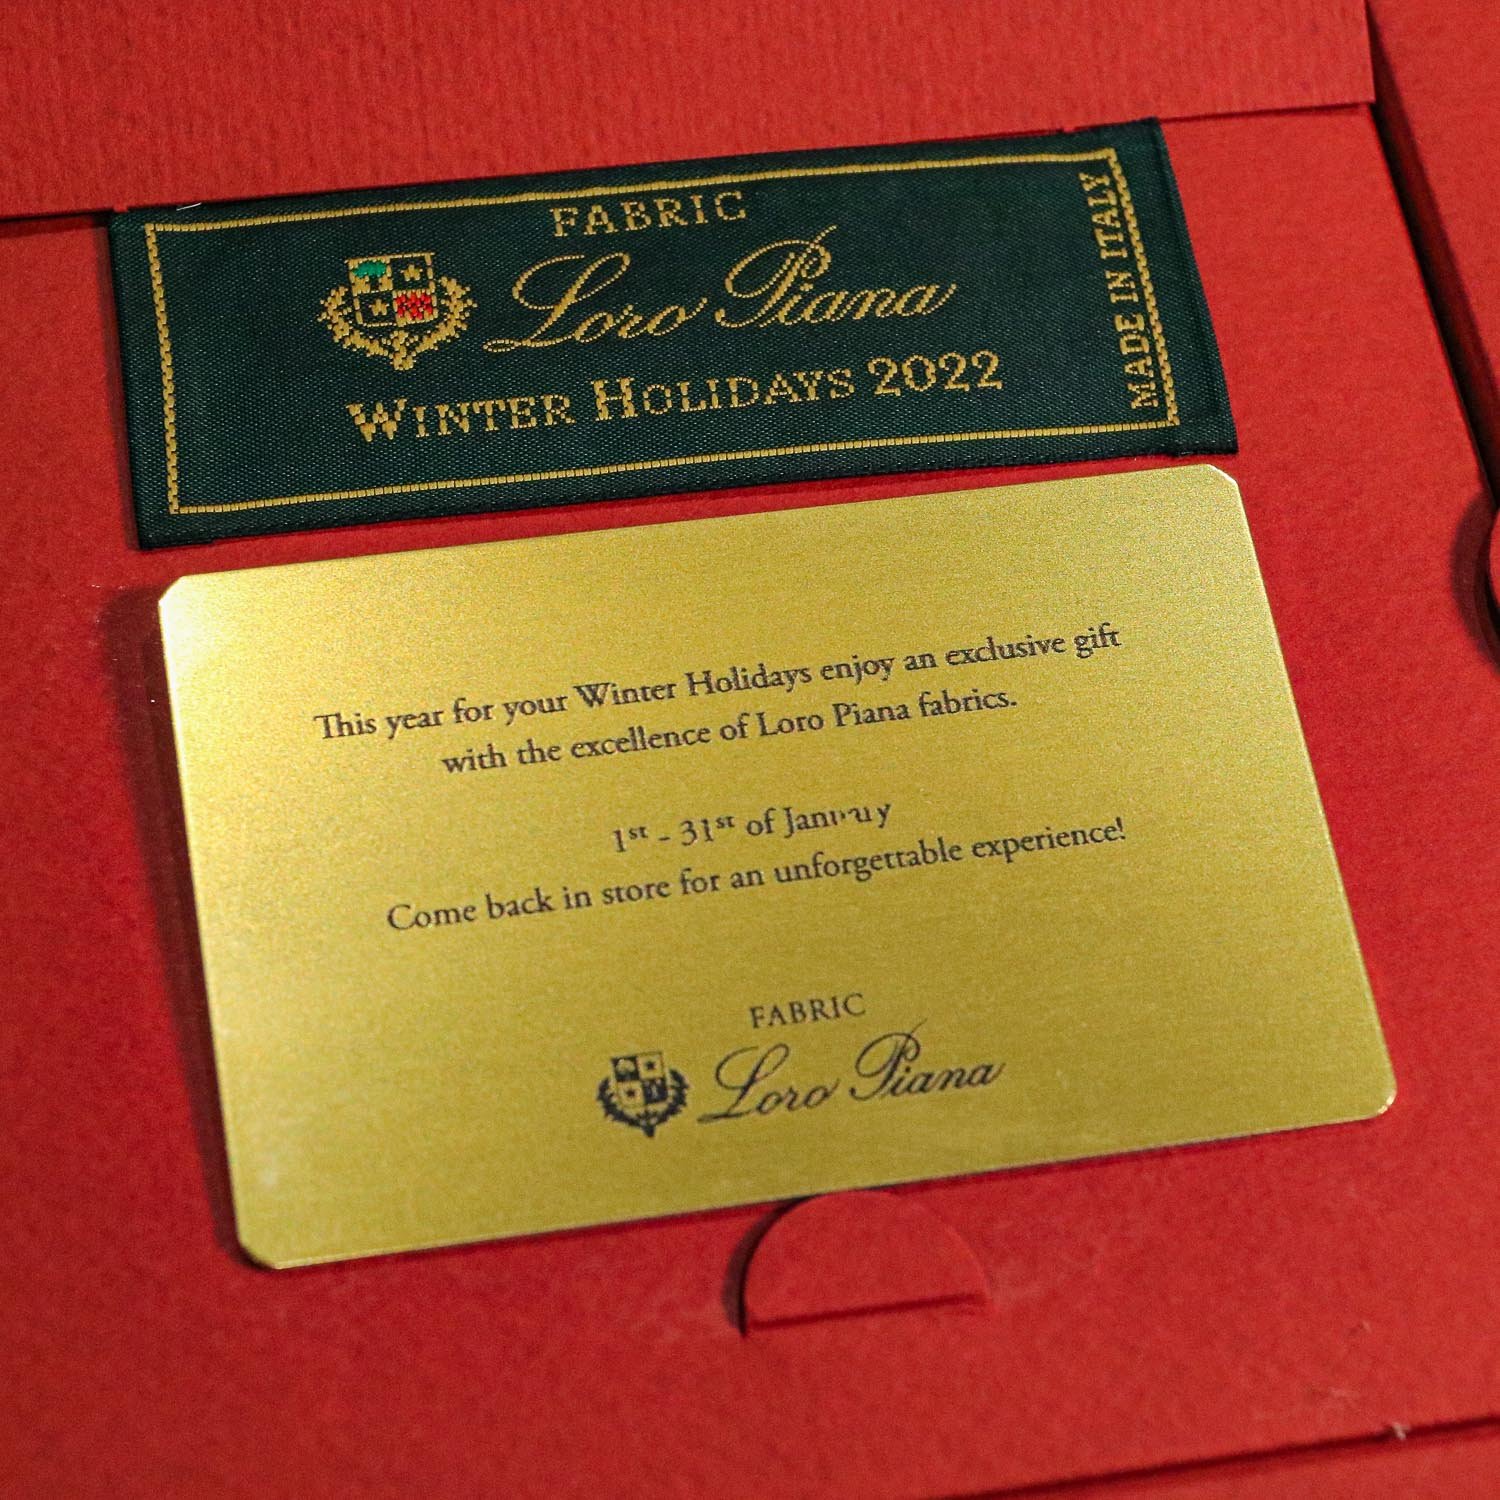 FABRIC
Loro Piana
WINTER HOLIDAYS 2022
MADE IN ITALY
This year for your Winter Holidays enjoy an exclusive gift
with the excellence of Loro Piana fabrics.
1st - 31st of
Come back in store for an unforgettable experience!
FABRIC
Loro Piana